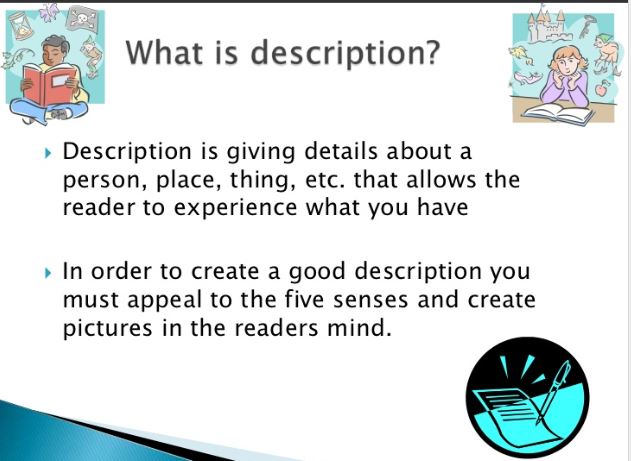 What is description?
Description is giving details about a
person, place, thing, etc. that allows the
reader to experience what you have
In order to create a good description you
must appeal to the five senses and create
pictures in the readers mind.